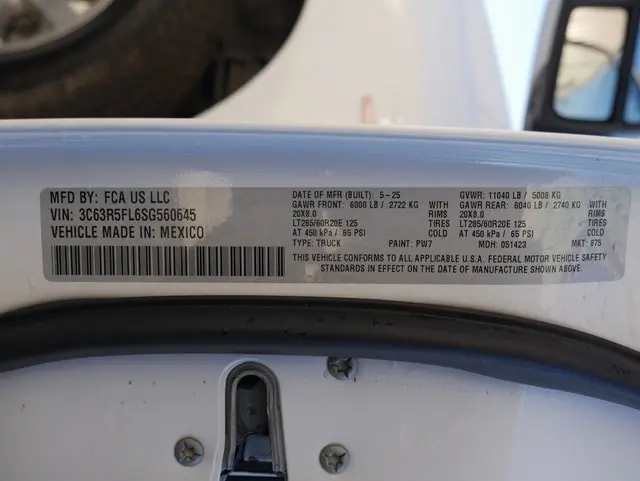 MFD BY: FCA US LLC
VIN: 3C63R5FL6SG560645
VEHICLE MADE IN: MEXICO
DATE OF MFR (BUILT): 5-25 GVWR: 11040 LB / 5008 KG
GAWR FRONT: 6000 LB / 2722 KG WITH GAWR REAR: 6040 LB / 2740 KG WITH
20X8.0 RIMS 20X8.0 RIMS
LT285/60R20E 125 TIRES LT285/60R20E 125 TIRES
AT 450 kPa / 65 PSI COLD AT 450 kPa / 65 PSI COLD
TYPE: TRUCK PAINT: PW7 MDH: 051423 MKT: 875
THIS VEHICLE CONFORMS TO ALL APPLICABLE U.S.A. FEDERAL MOTOR VEHICLE SAFETY
STANDARDS IN EFFECT ON THE DATE OF MANUFACTURE SHOWN ABOVE.